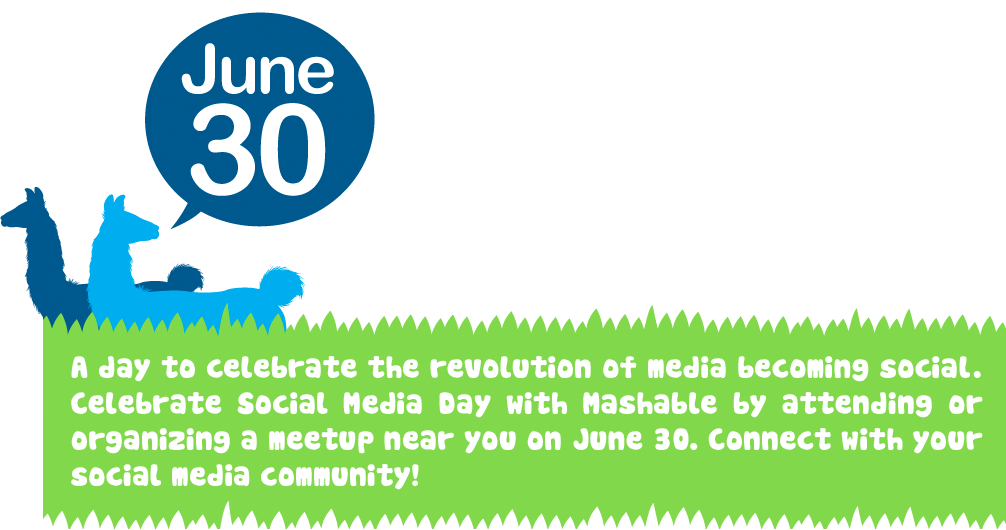 June
30
A day to celebrate the revolution of media becoming social.
Celebrate Social Media Day with Mashable by attending or
organizing a meetup near you on June 30. Connect with your
social media community!